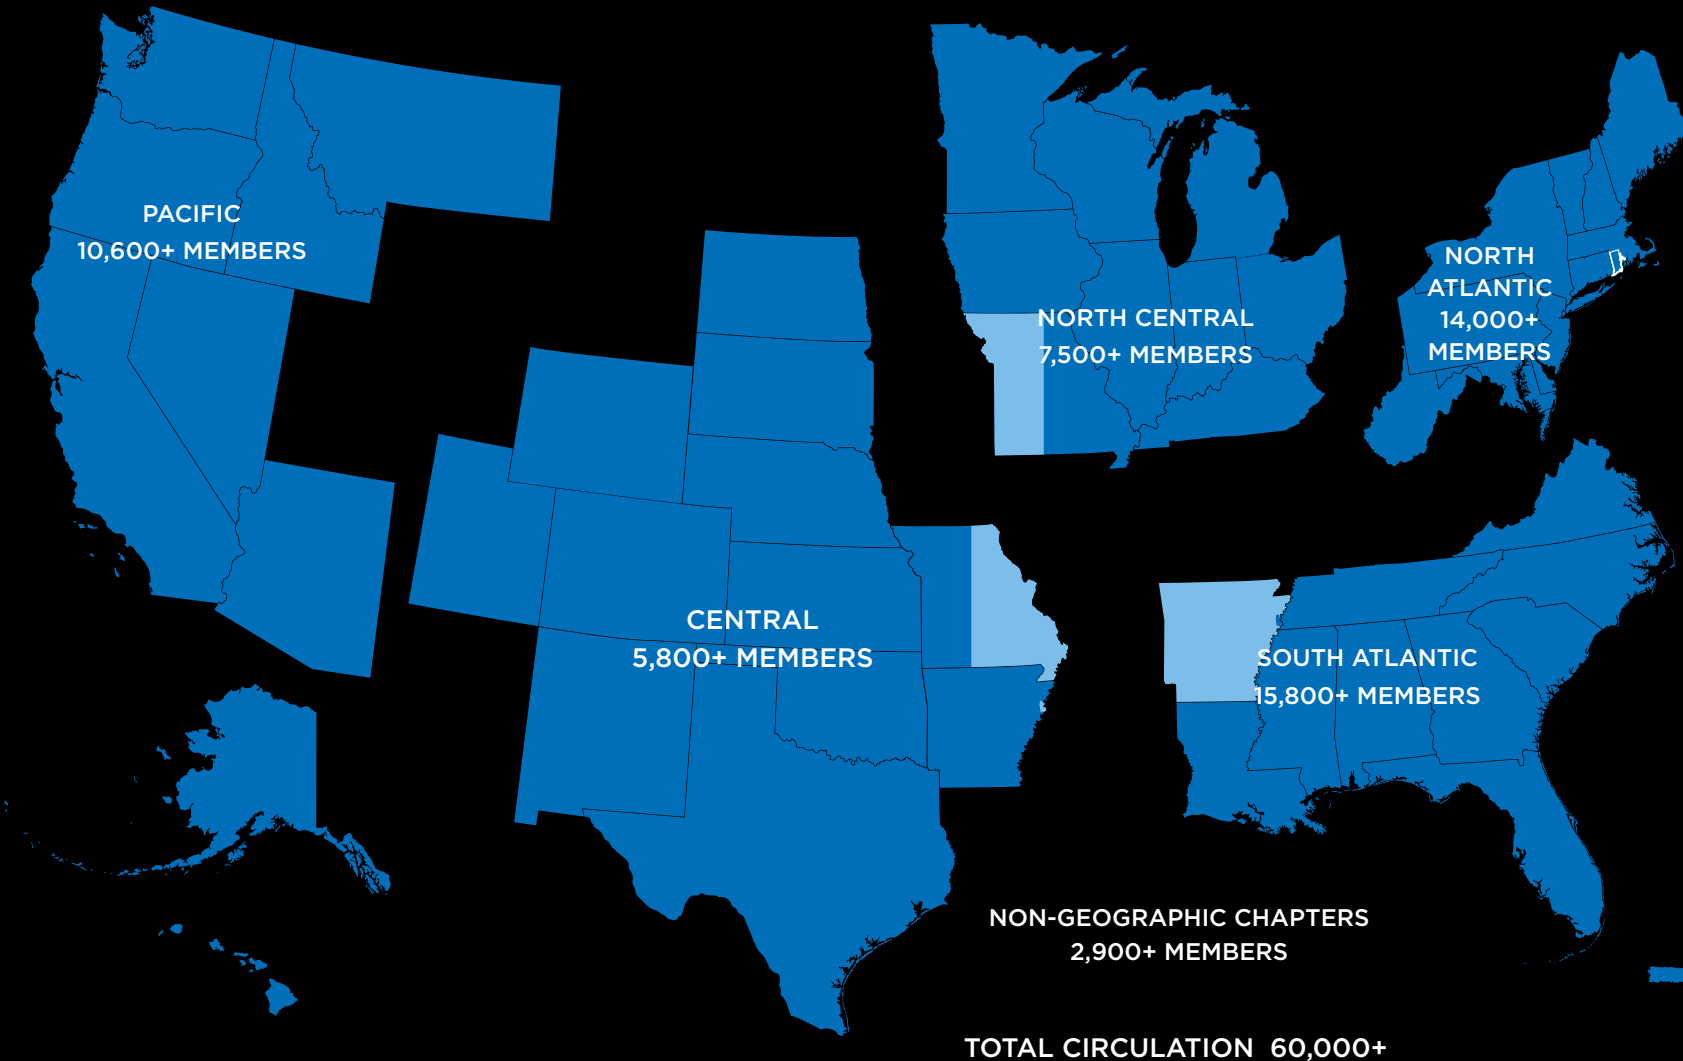 PACIFIC
10,600+ MEMBERS
NORTH CENTRAL
7,500+ MEMBERS
NORTH
ATLANTIC
14,000+
MEMBERS
CENTRAL
5,800+ MEMBERS
SOUTH ATLANTIC
15,800+ MEMBERS
NON-GEOGRAPHIC CHAPTERS
2,900+ MEMBERS
TOTAL CIRCULATION 60,000+